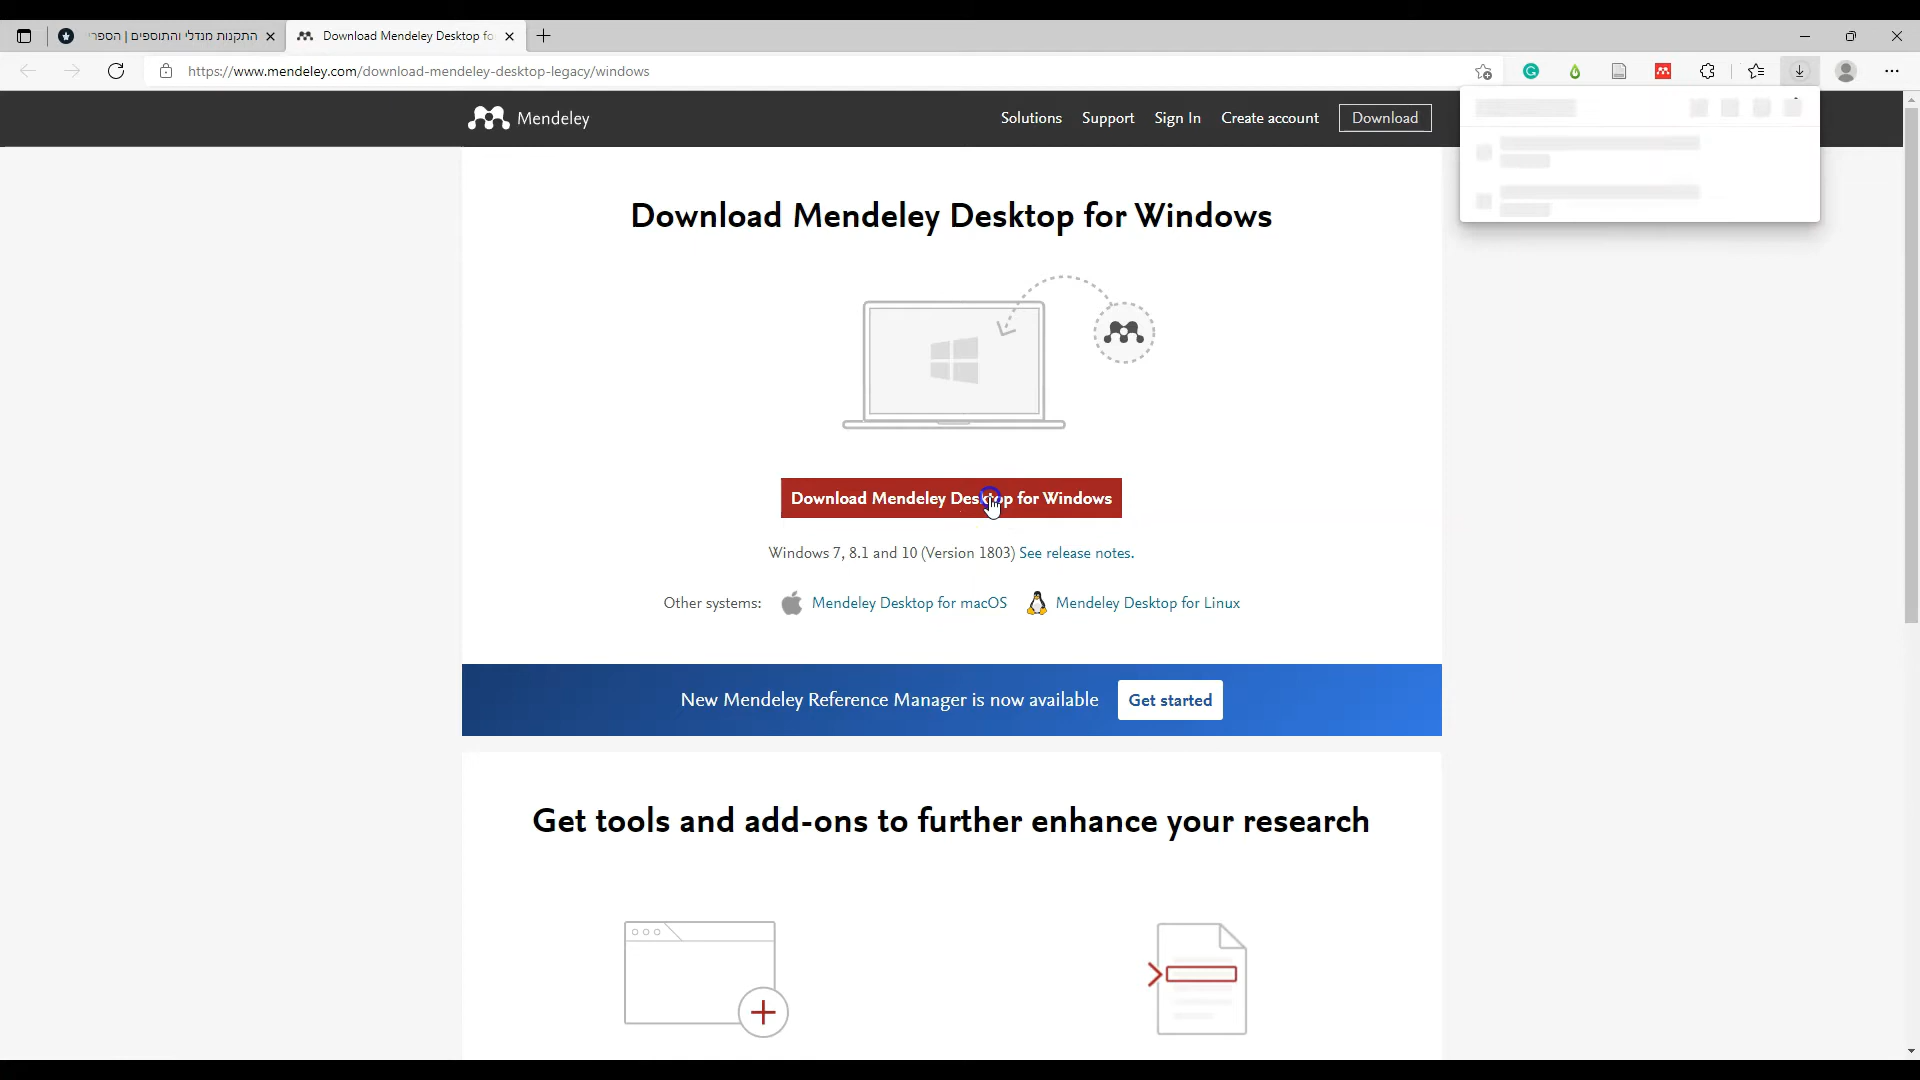 התקנות מנדלי והתוספים | הספרי
Download Mendeley Desktop fo
https://www.mendeley.com/download-mendeley-desktop-legacy/windows
Mendeley
Solutions
Support
Sign In
Create account
Download
Download Mendeley Desktop for Windows
Download Mendeley Desktop for Windows
Windows 7, 8.1 and 10 (Version 1803) See release notes.
Other systems: Mendeley Desktop for macOS Mendeley Desktop for Linux
New Mendeley Reference Manager is now available Get started
Get tools and add-ons to further enhance your research